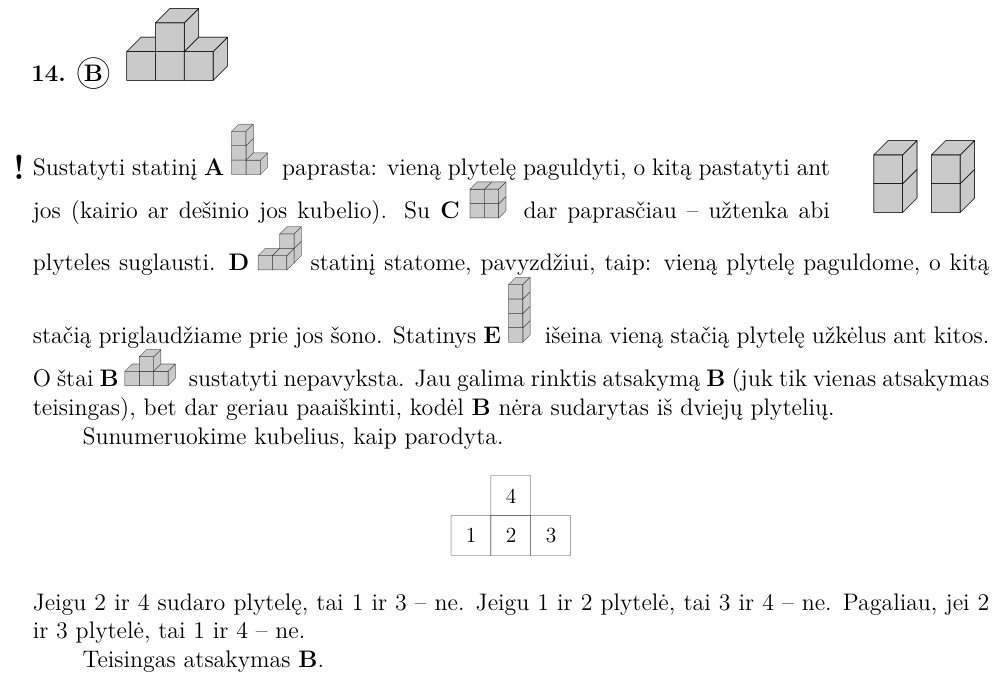 14. B
! Sustatyti statinį A paprasta: vieną plytelę paguldyti, o kitą pastatyti ant
jos (kairio ar dešinio jos kubelio). Su C dar paprasčiau – užtenka abi
plyteles suglausti. D statinį statome, pavyzdžiui, taip: vieną plytelę paguldome, o kitą
stačią priglaudžiame prie jos šono. Statinys E išeina vieną stačią plytelę užkėlus ant kitos.
O štai B sustatyti nepavyksta. Jau galima rinktis atsakymą B (juk tik vienas atsakymas
teisingas), bet dar geriau paaiškinti, kodėl B nėra sudarytas iš dviejų plytelių.
Sunumeruokime kubelius, kaip parodyta.
4
1 2 3
Jeigu 2 ir 4 sudaro plytelę, tai 1 ir 3 – ne. Jeigu 1 ir 2 plytelė, tai 3 ir 4 – ne. Pagaliau, jei 2
ir 3 plytelė, tai 1 ir 4 – ne.
Teisingas atsakymas B.